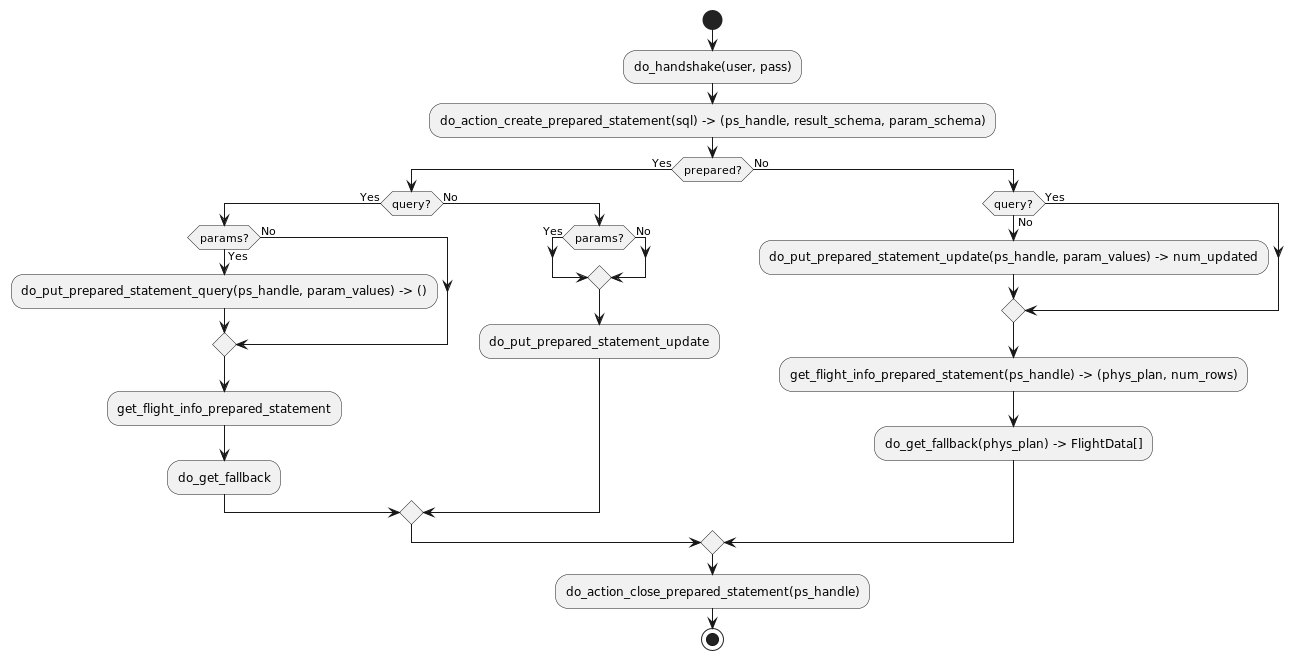 do_handshake(user, pass)
do_action_create_prepared_statement(sql) -> (ps_handle, result_schema, param_schema)
Yes
prepared?
No
Yes
query?
No
query?
Yes
No
params?
No
Yes
Yes
params?
No
do_put_prepared_statement_update(ps_handle, param_values) -> num_updated
do_put_prepared_statement_query(ps_handle, param_values) -> ()
do_put_prepared_statement_update
get_flight_info_prepared_statement(ps_handle) -> (phys_plan, num_rows)
get_flight_info_prepared_statement
do_get_fallback(phys_plan) -> FlightData[]
do_get_fallback
do_action_close_prepared_statement(ps_handle)